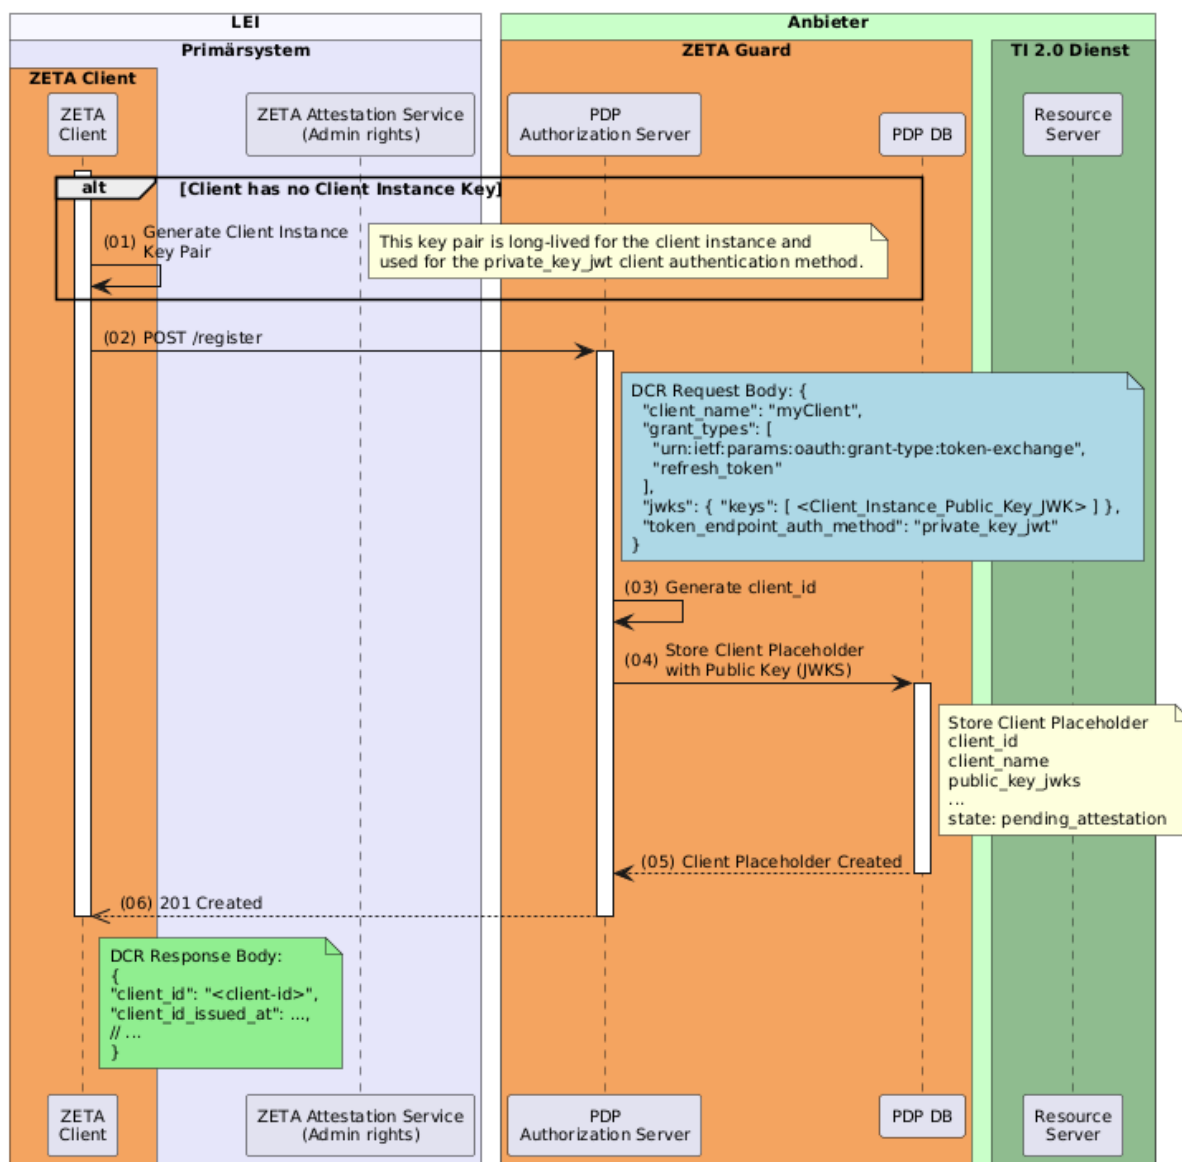 LEI
Anbieter
Primärsystem
ZETA Guard
TI 2.0 Dienst
ZETA Client
ZETA
Client
ZETA Attestation Service
(Admin rights)
PDP
Authorization Server
PDP DB
Resource
Server
alt
[Client has no Client Instance Key]
(01) Generate Client Instance
Key Pair
This key pair is long-lived for the client instance and
used for the private_key_jwt client authentication method.
(02) POST /register
DCR Request Body: {
"client_name": "myClient",
"grant_types": [
"urn:ietf:params:oauth:grant-type:token-exchange",
"refresh_token"
],
"jwks": { "keys": [ <Client_Instance_Public_Key_JWK> ] },
"token_endpoint_auth_method": "private_key_jwt"
}
(03) Generate client_id
(04) Store Client Placeholder
with Public Key (JWKS)
Store Client Placeholder
client_id
client_name
public_key_jwks
...
state: pending_attestation
(05) Client Placeholder Created
(06) 201 Created
DCR Response Body:
{
"client_id": "<client-id>",
"client_id_issued_at": ...,
// ...
}
ZETA
Client
ZETA Attestation Service
(Admin rights)
PDP
Authorization Server
PDP DB
Resource
Server